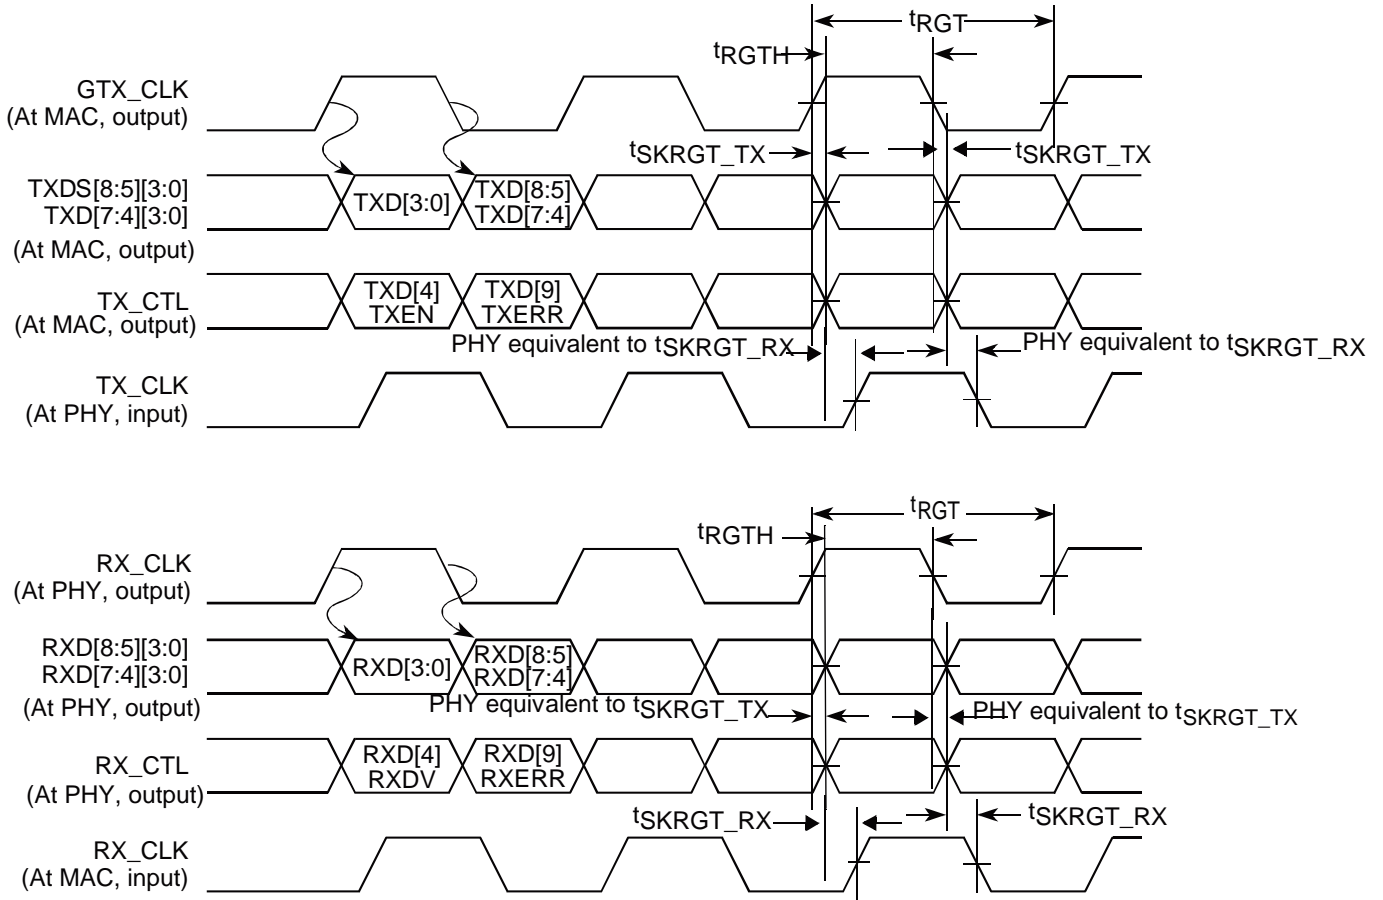 tRGT
tRGTH
GTX_CLK
(At MAC, output)
tSKRGT_TX
tSKRGT_TX
TXDS[8:5][3:0]
TXD[7:4][3:0]
(At MAC, output)
TXD[3:0]
TXD[8:5]
TXD[7:4]
TX_CTL
(At MAC, output)
TXD[4]
TXEN
TXD[9]
TXERR
PHY equivalent to tSKRGT_RX
PHY equivalent to tSKRGT_RX
TX_CLK
(At PHY, input)
tRGT
tRGTH
RX_CLK
(At PHY, output)
RXD[8:5][3:0]
RXD[7:4][3:0]
(At PHY, output)
RXD[3:0]
RXD[8:5]
RXD[7:4]
PHY equivalent to tSKRGT_TX
PHY equivalent to tSKRGT_TX
RX_CTL
(At PHY, output)
RXD[4]
RXDV
RXD[9]
RXERR
tSKRGT_RX
tSKRGT_RX
RX_CLK
(At MAC, input)